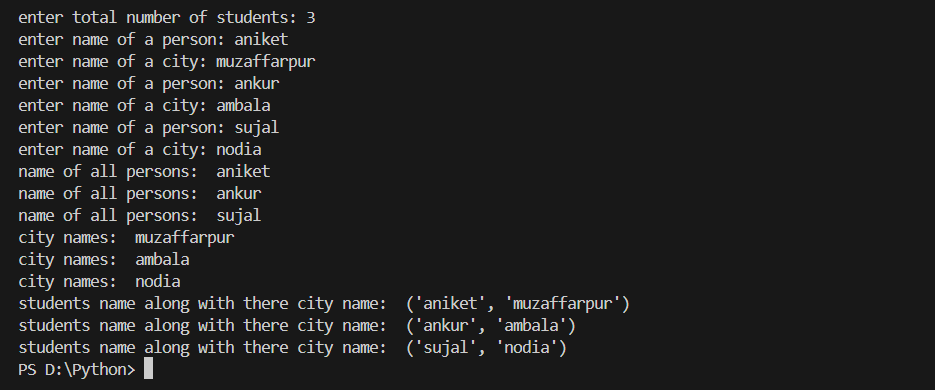 enter total number of students: 3
enter name of a person: aniket
enter name of a city: muzaffarpur
enter name of a person: ankur
enter name of a city: ambala
enter name of a person: sujal
enter name of a city: nodia
name of all persons:  aniket
name of all persons:  ankur
name of all persons:  sujal
city names:  muzaffarpur
city names:  ambala
city names:  nodia
students name along with there city name:  ('aniket', 'muzaffarpur')
students name along with there city name:  ('ankur', 'ambala')
students name along with there city name:  ('sujal', 'nodia')
PS D:\Python>